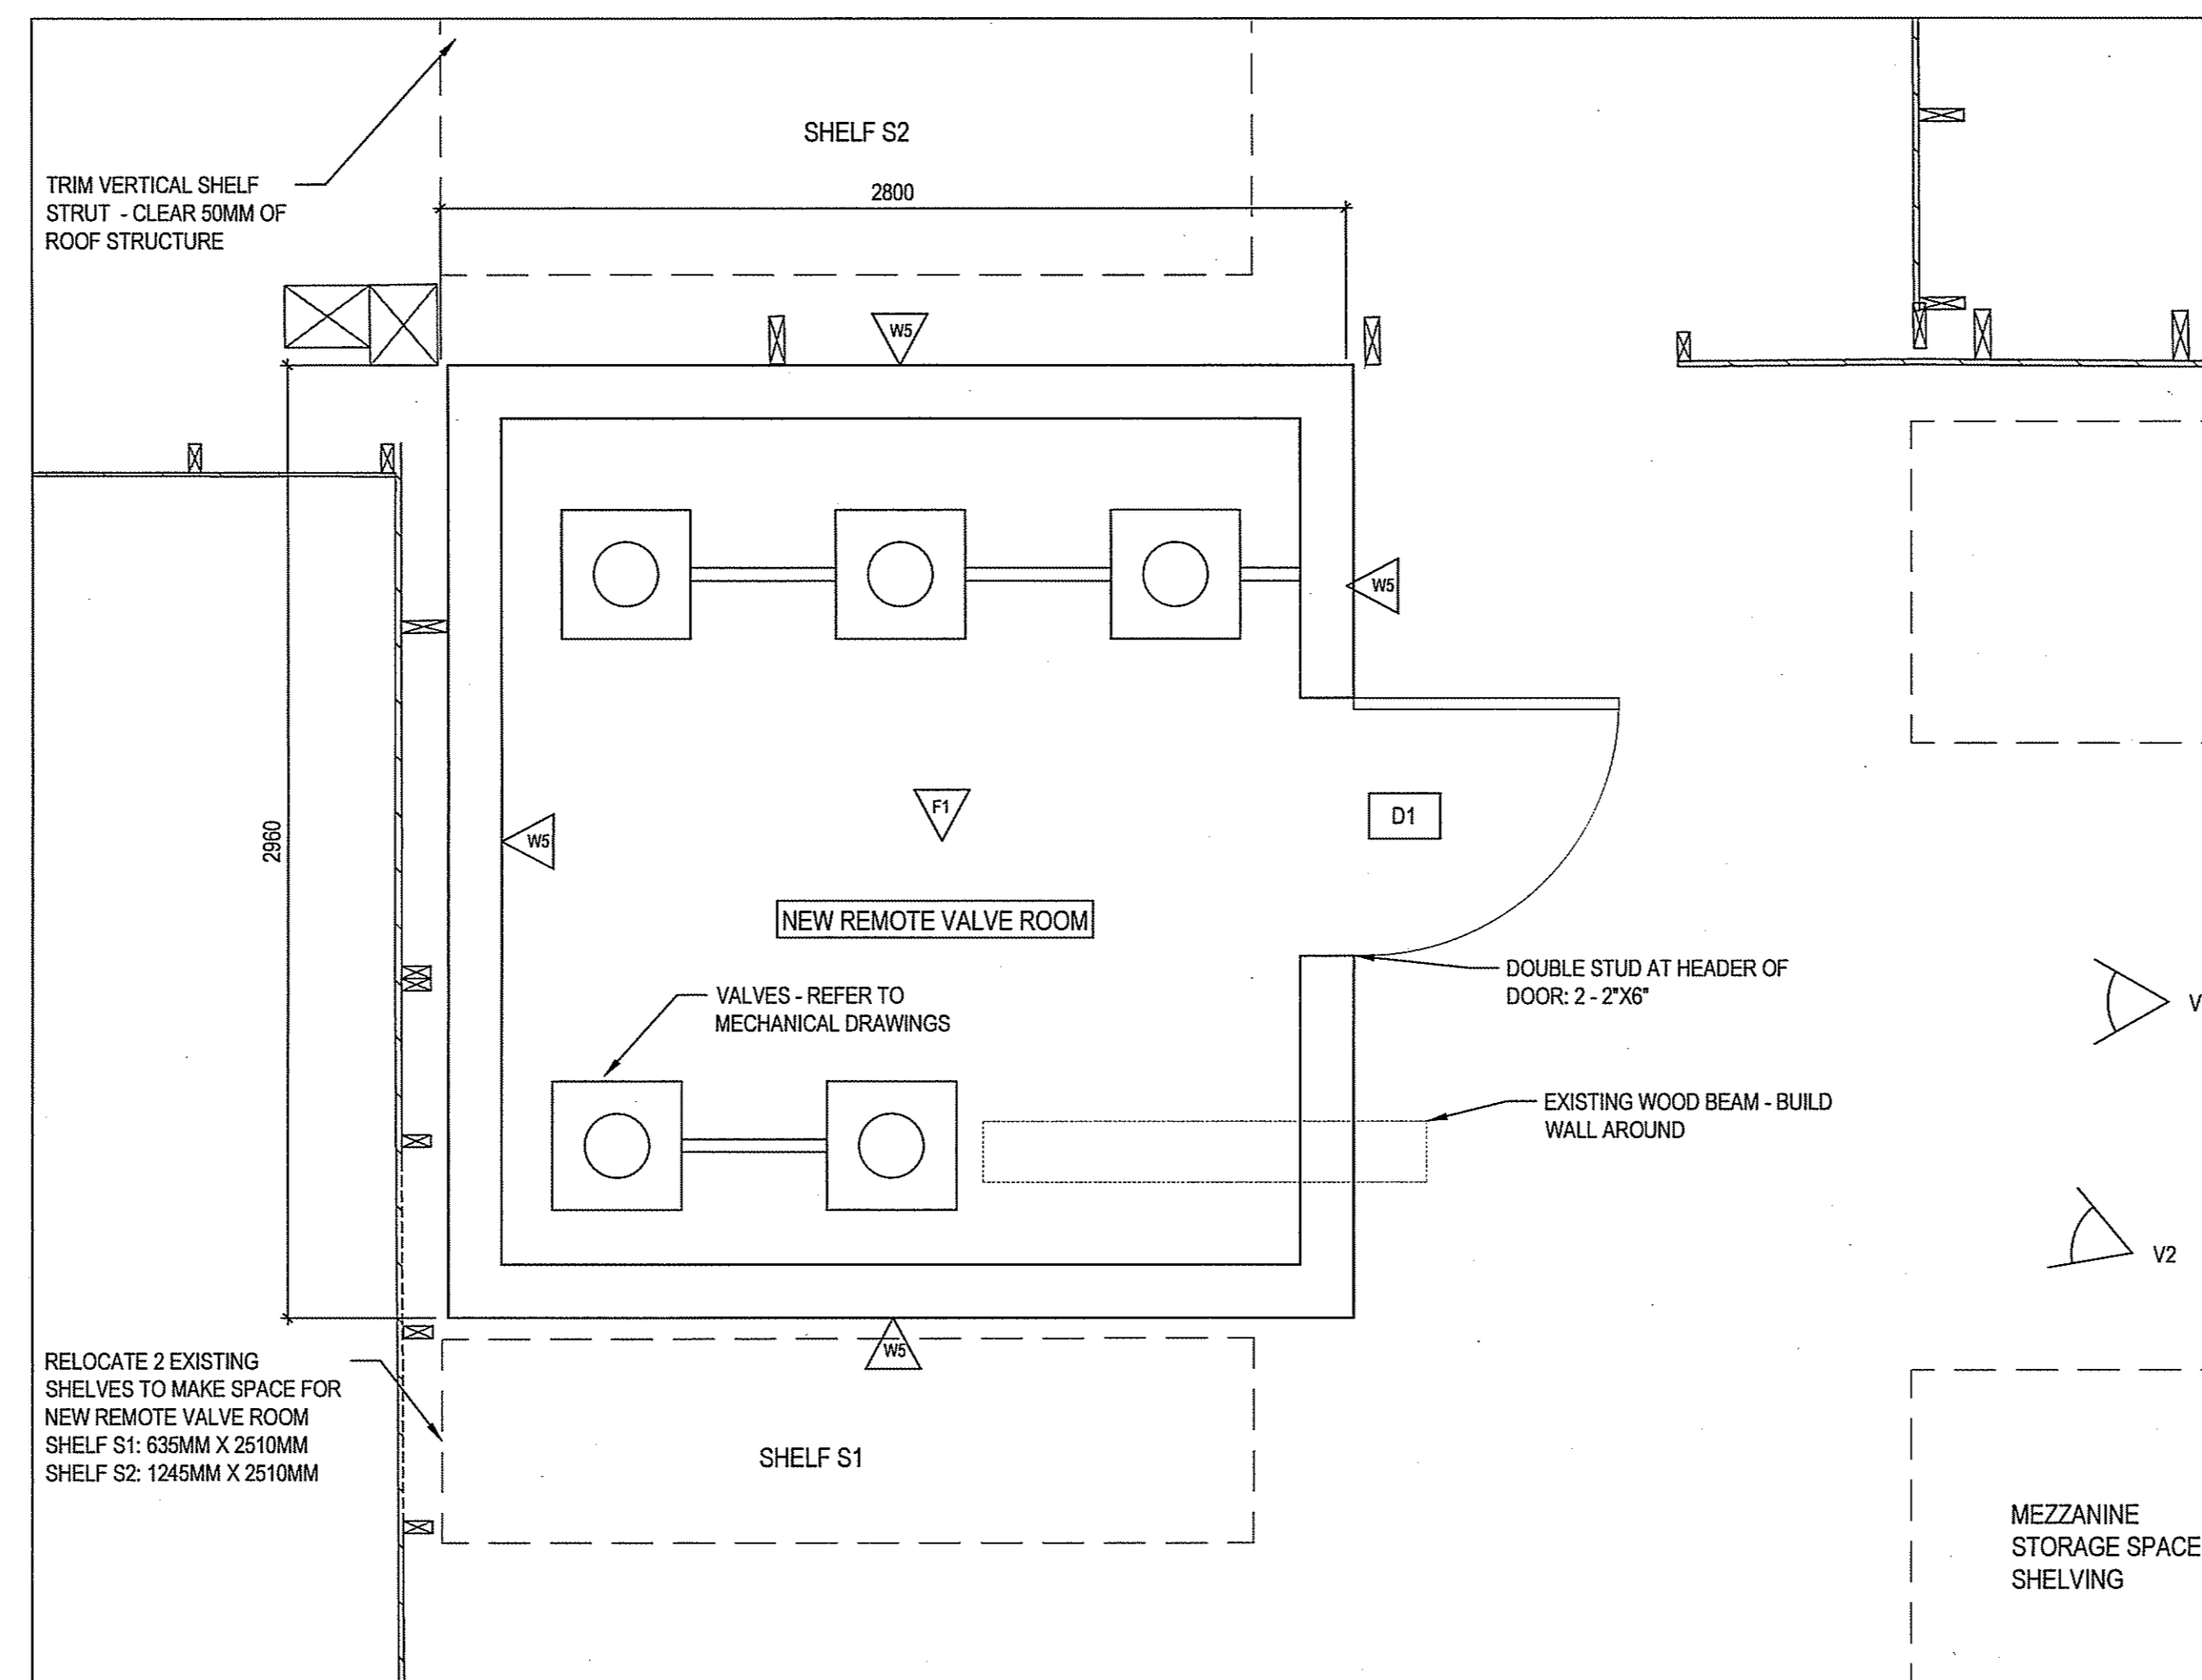 SHELF S2
TRIM VERTICAL SHELF
STRUT - CLEAR 50MM OF
ROOF STRUCTURE
2800
W5
W5
2960
W5
F1
D1
NEW REMOTE VALVE ROOM
VALVES - REFER TO
MECHANICAL DRAWINGS
DOUBLE STUD AT HEADER OF
DOOR: 2 - 2"X6"
EXISTING WOOD BEAM - BUILD
WALL AROUND
V
V2
W5
RELOCATE 2 EXISTING
SHELVES TO MAKE SPACE FOR
NEW REMOTE VALVE ROOM
SHELF S1: 635MM X 2510MM
SHELF S2: 1245MM X 2510MM
SHELF S1
MEZZANINE
STORAGE SPACE
SHELVING